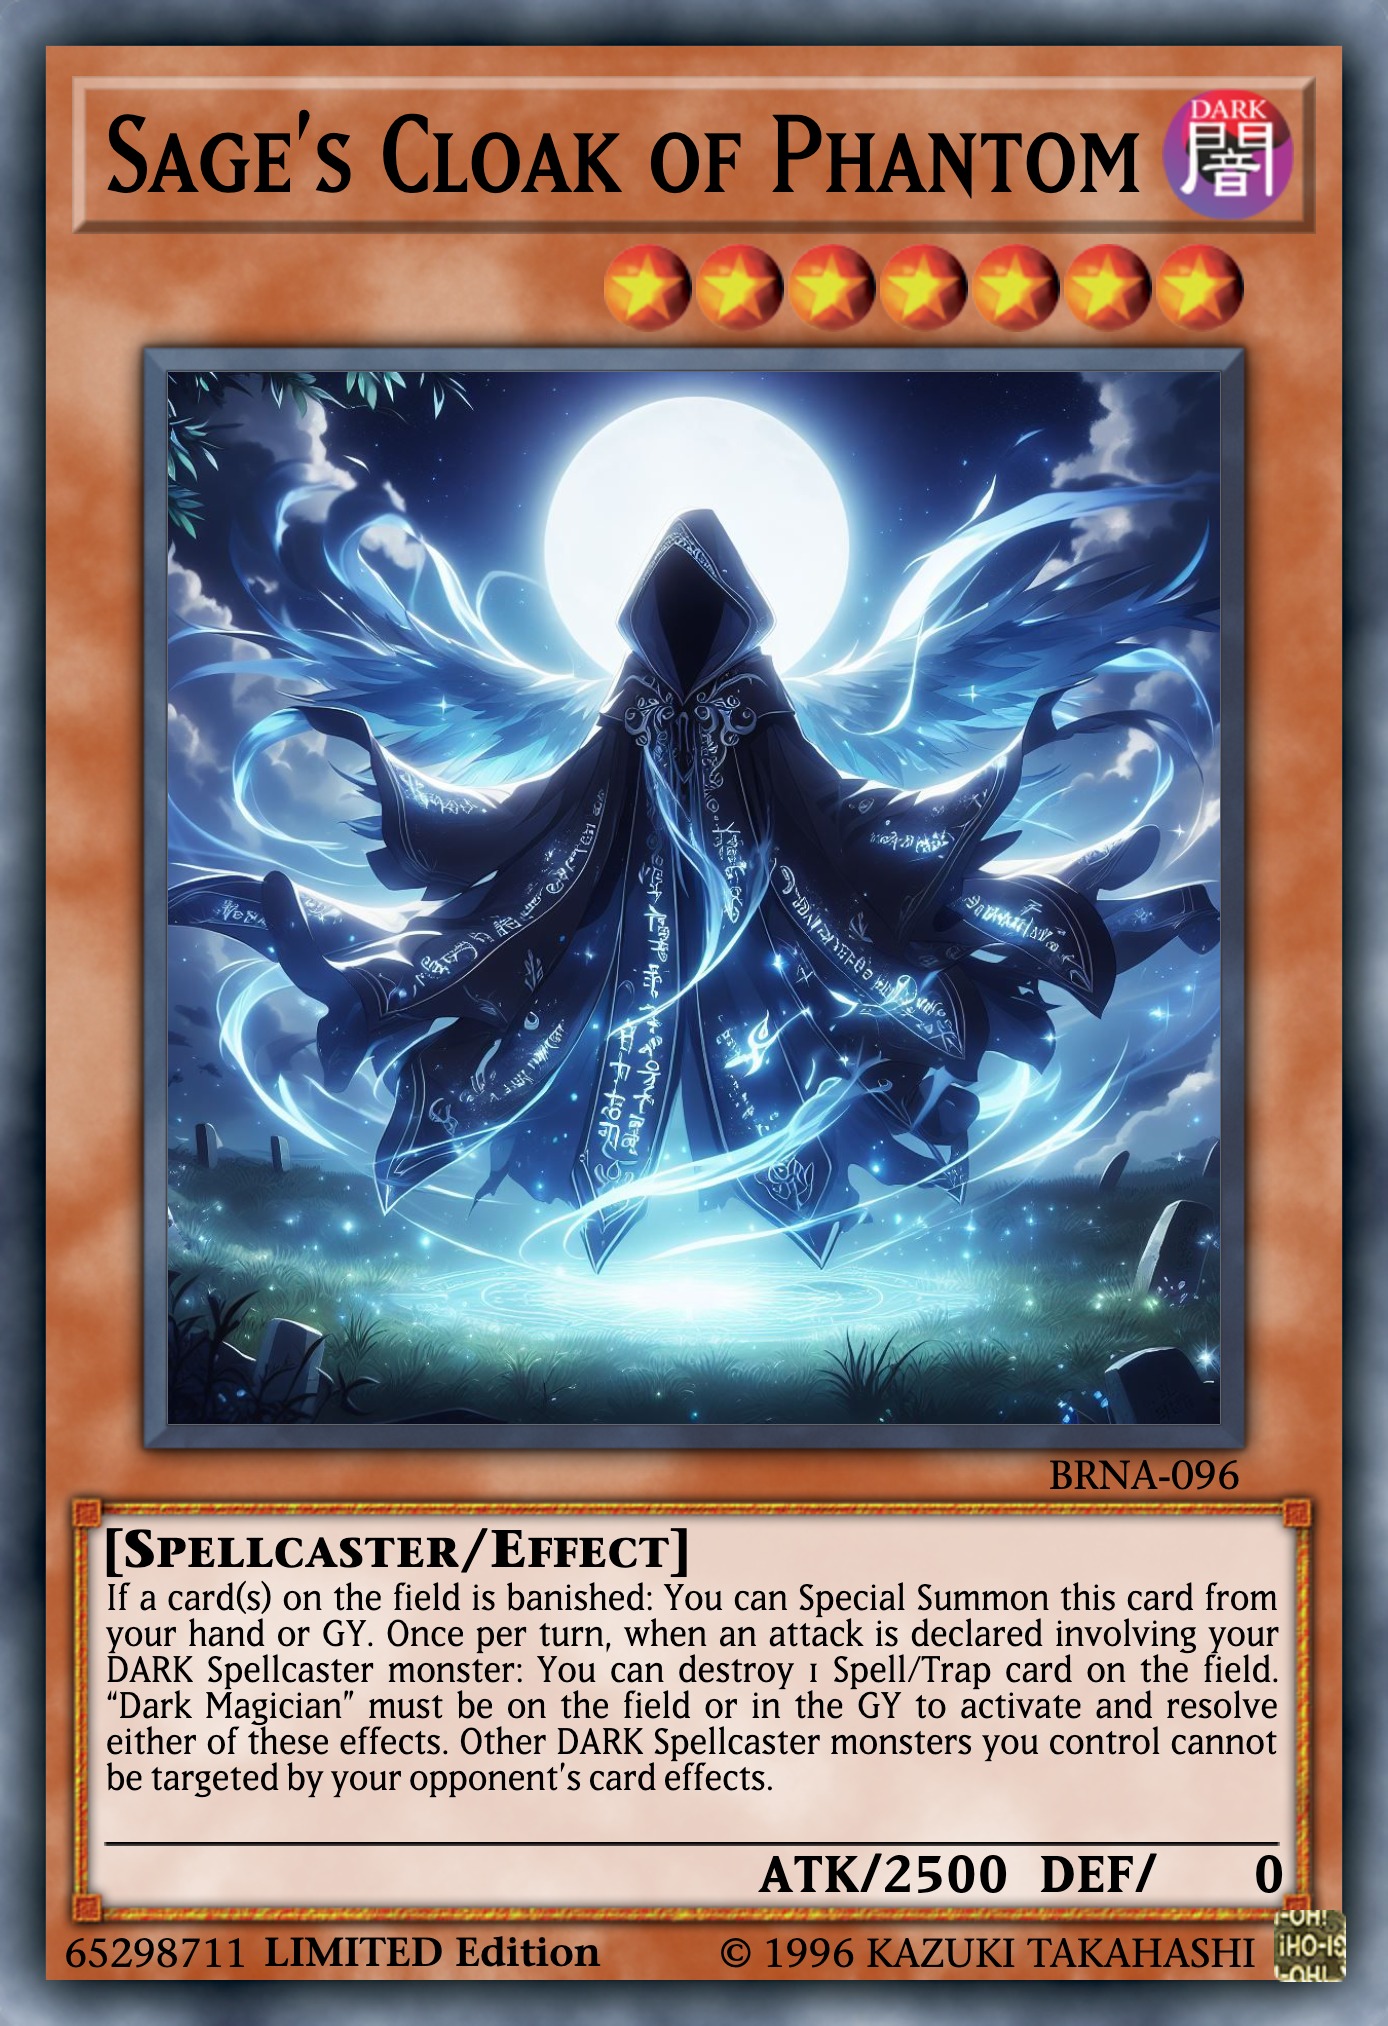 Sage's Cloak of Phantom
DARK
闇
BRNA-096
[Spellcaster/Effect]
If a card(s) on the field is banished: You can Special Summon this card from
your hand or GY. Once per turn, when an attack is declared involving your
DARK Spellcaster monster: You can destroy 1 Spell/Trap card on the field.
“Dark Magician” must be on the field or in the GY to activate and resolve
either of these effects. Other DARK Spellcaster monsters you control cannot
be targeted by your opponent's card effects.
ATK/2500 DEF/ 0
65298711 LIMITED Edition © 1996 KAZUKI TAKAHASHI